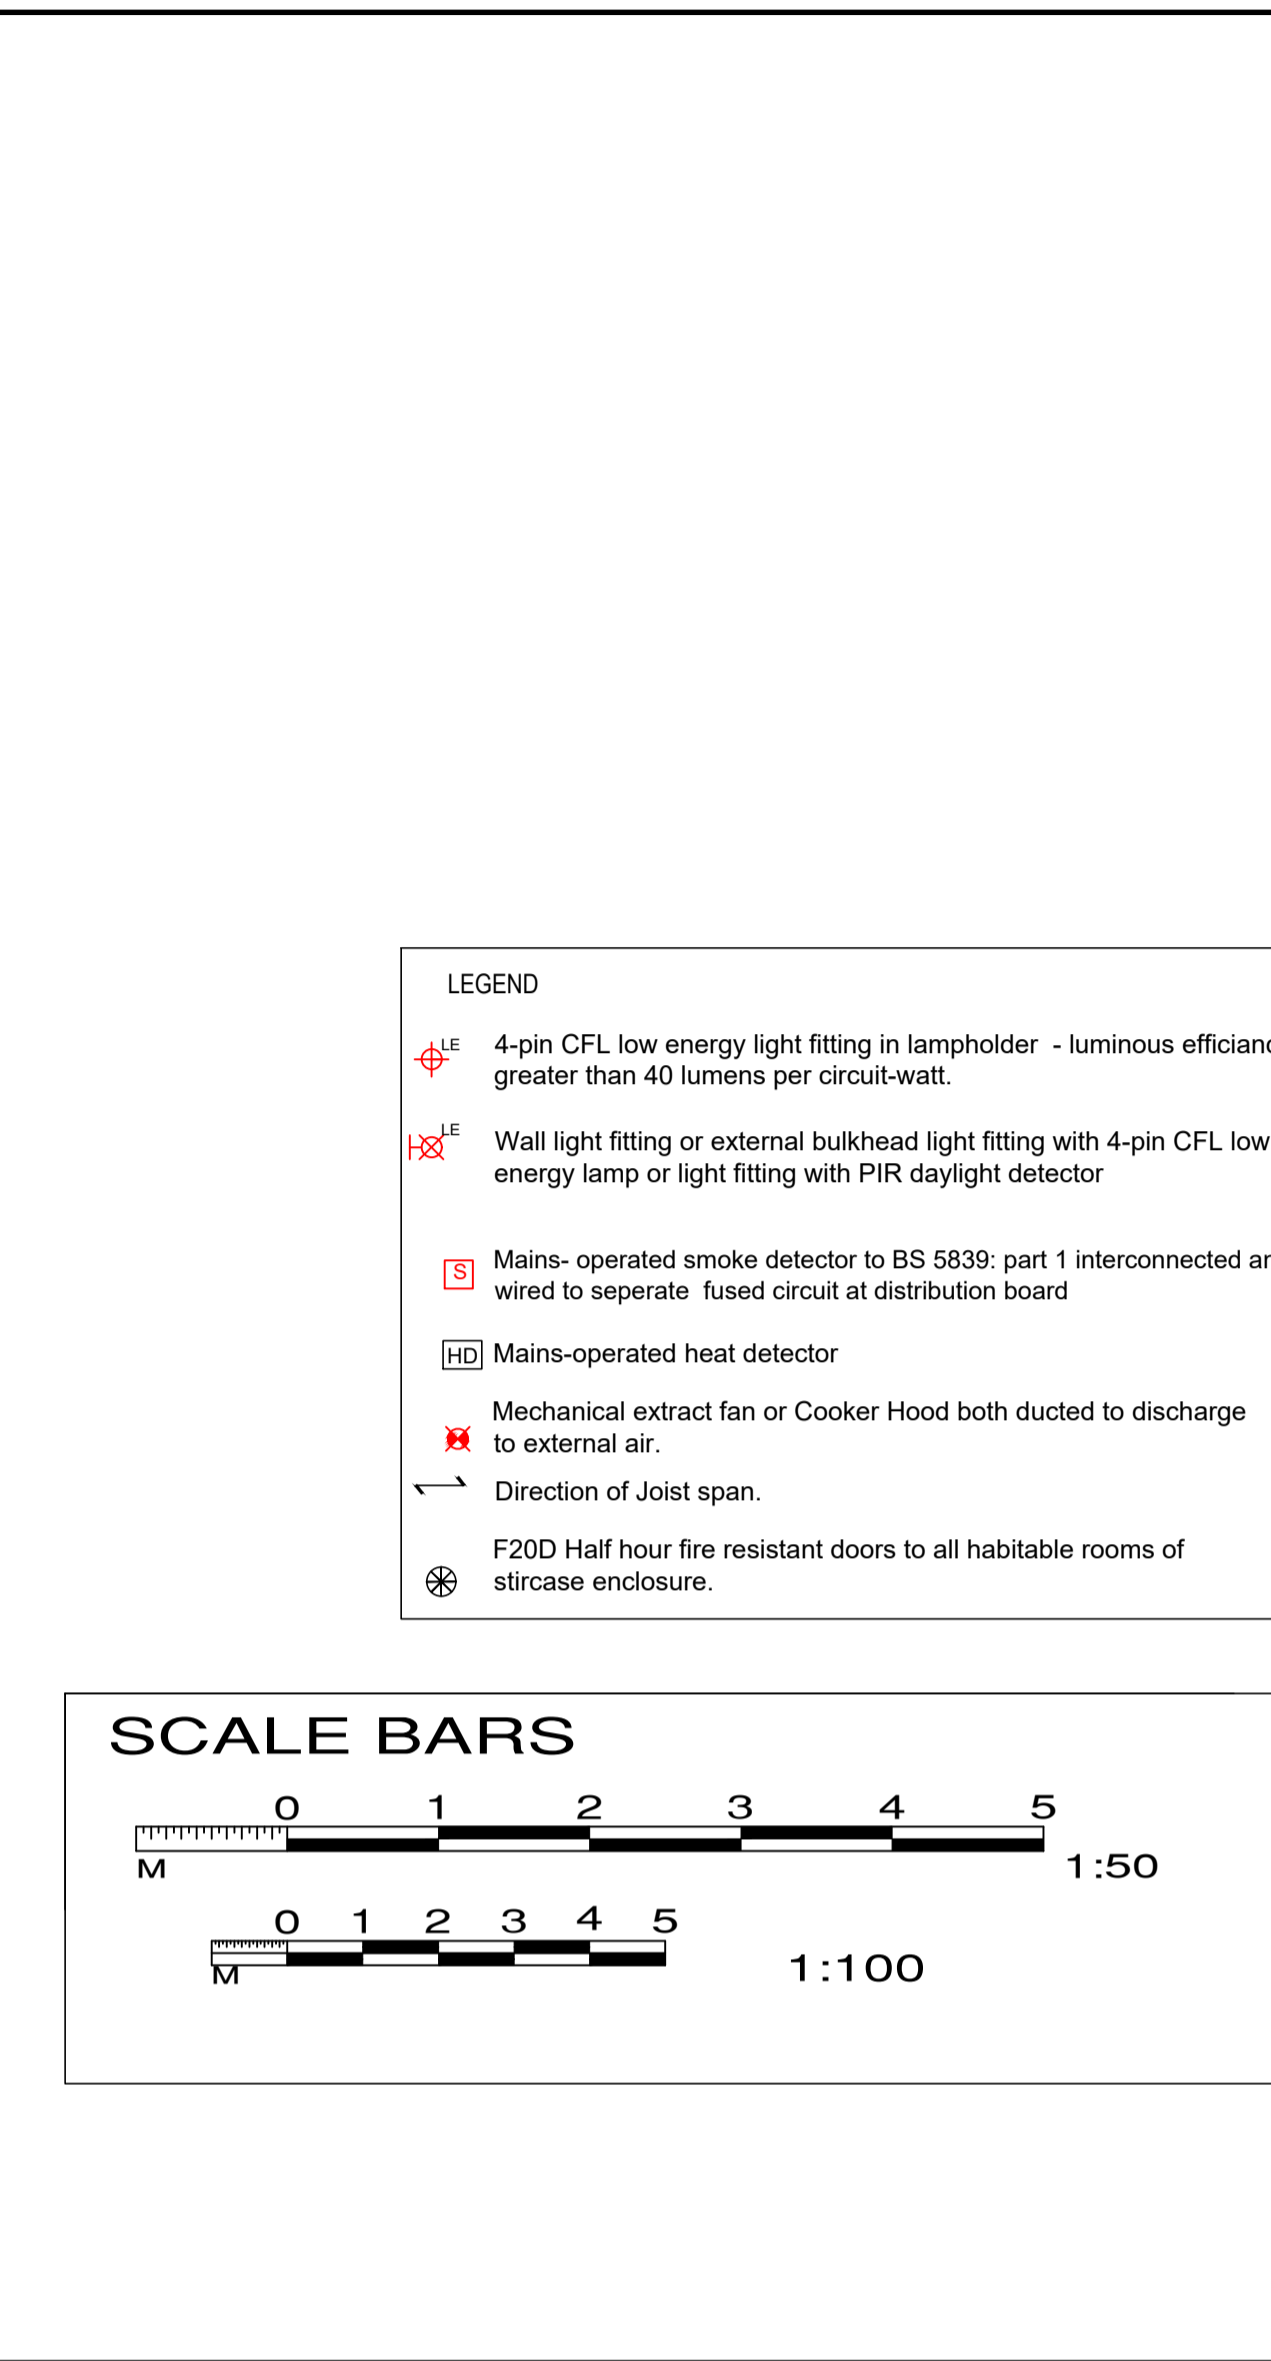 LEGEND
LE
4-pin CFL low energy light fitting in lampholder - luminous efficianc
greater than 40 lumens per circuit-watt.
LE
Wall light fitting or external bulkhead light fitting with 4-pin CFL low
energy lamp or light fitting with PIR daylight detector
S
Mains- operated smoke detector to BS 5839: part 1 interconnected an
wired to seperate fused circuit at distribution board
HD Mains-operated heat detector
Mechanical extract fan or Cooker Hood both ducted to discharge
to external air.
Direction of Joist span.
F20D Half hour fire resistant doors to all habitable rooms of
stircase enclosure.
SCALE BARS
0 1 2 3 4 5
M
1:50
0 1 2 3 4 5
M
1:100